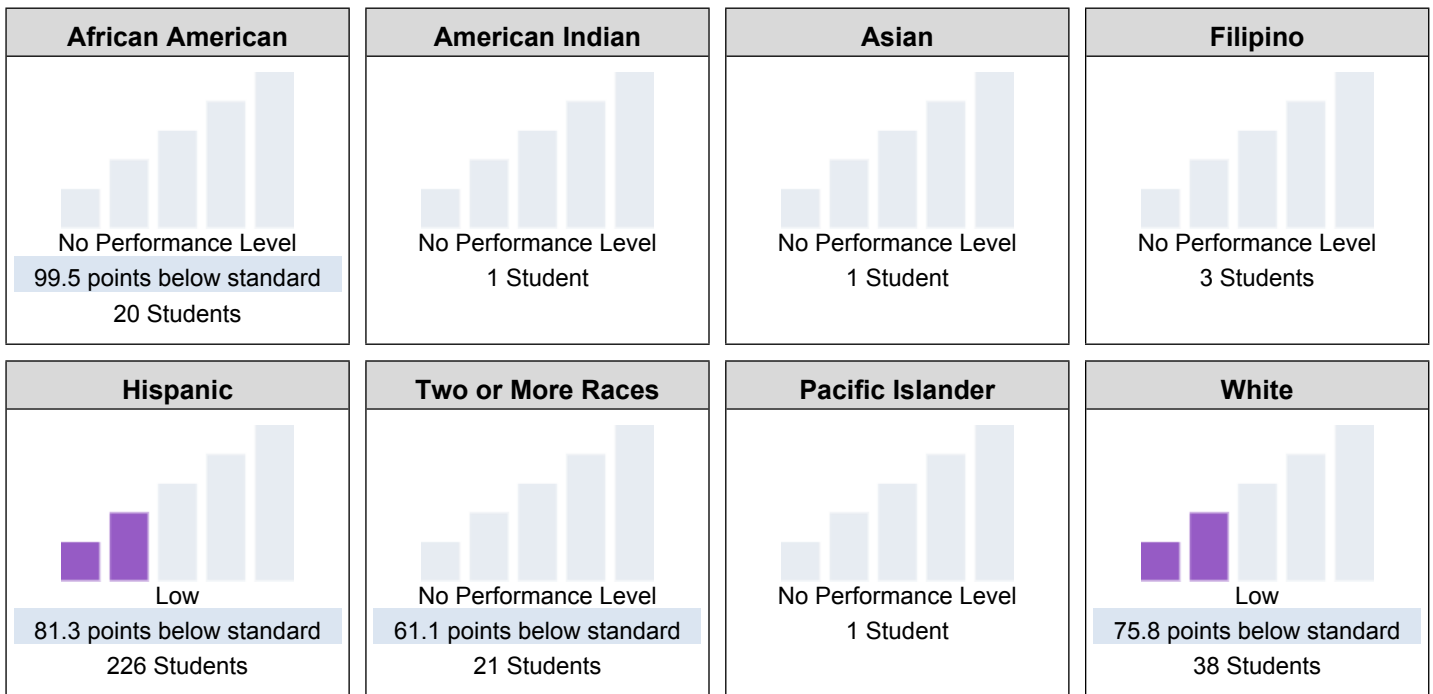 African American
No Performance Level
99.5 points below standard
20 Students
American Indian
No Performance Level
1 Student
Asian
No Performance Level
1 Student
Filipino
No Performance Level
3 Students
Hispanic
Low
81.3 points below standard
226 Students
Two or More Races
No Performance Level
61.1 points below standard
21 Students
Pacific Islander
No Performance Level
1 Student
White
Low
75.8 points below standard
38 Students